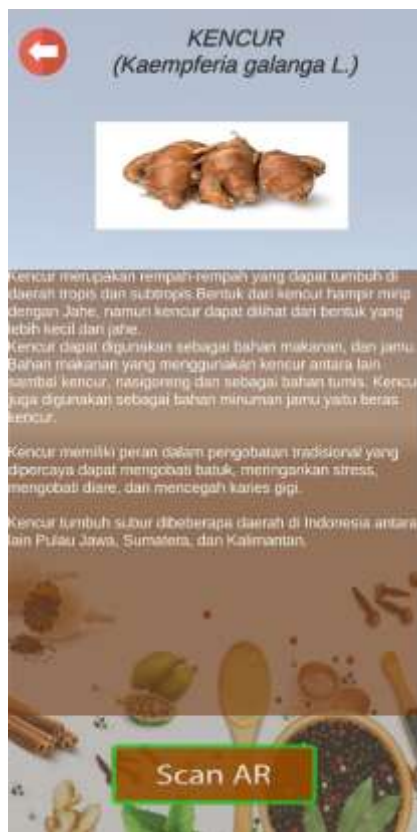 KENCUR
(Kaempferia galanga L.)
Kencur merupakan rempah-rempah yang dapat tumbuh di
daerah tropis dan subtropis.Bentuk dari kencur hampir mirip
dengan Jahe, namun kencur dapat dilihat dari bentuk yang
lebih kecil dari jahe.
Kencur dapat digunakan sebagai bahan makanan, dan jamu.
Bahan makanan yang menggunakan kencur antara lain
sambal kencur, nasigoreng dan sebagai bahan tumis. Kencur
juga digunakan sebagai bahan minuman jamu yaitu beras
kencur.
Kencur memiliki peran dalam pengobatan tradisional yang
dipercaya dapat mengobati batuk, meringankan stress,
mengobati diare, dan mencegah karies gigi.
Kencur tumbuh subur dibeberapa daerah di Indonesia antara
lain Pulau Jawa, Sumatera, dan Kalimantan.
Scan AR